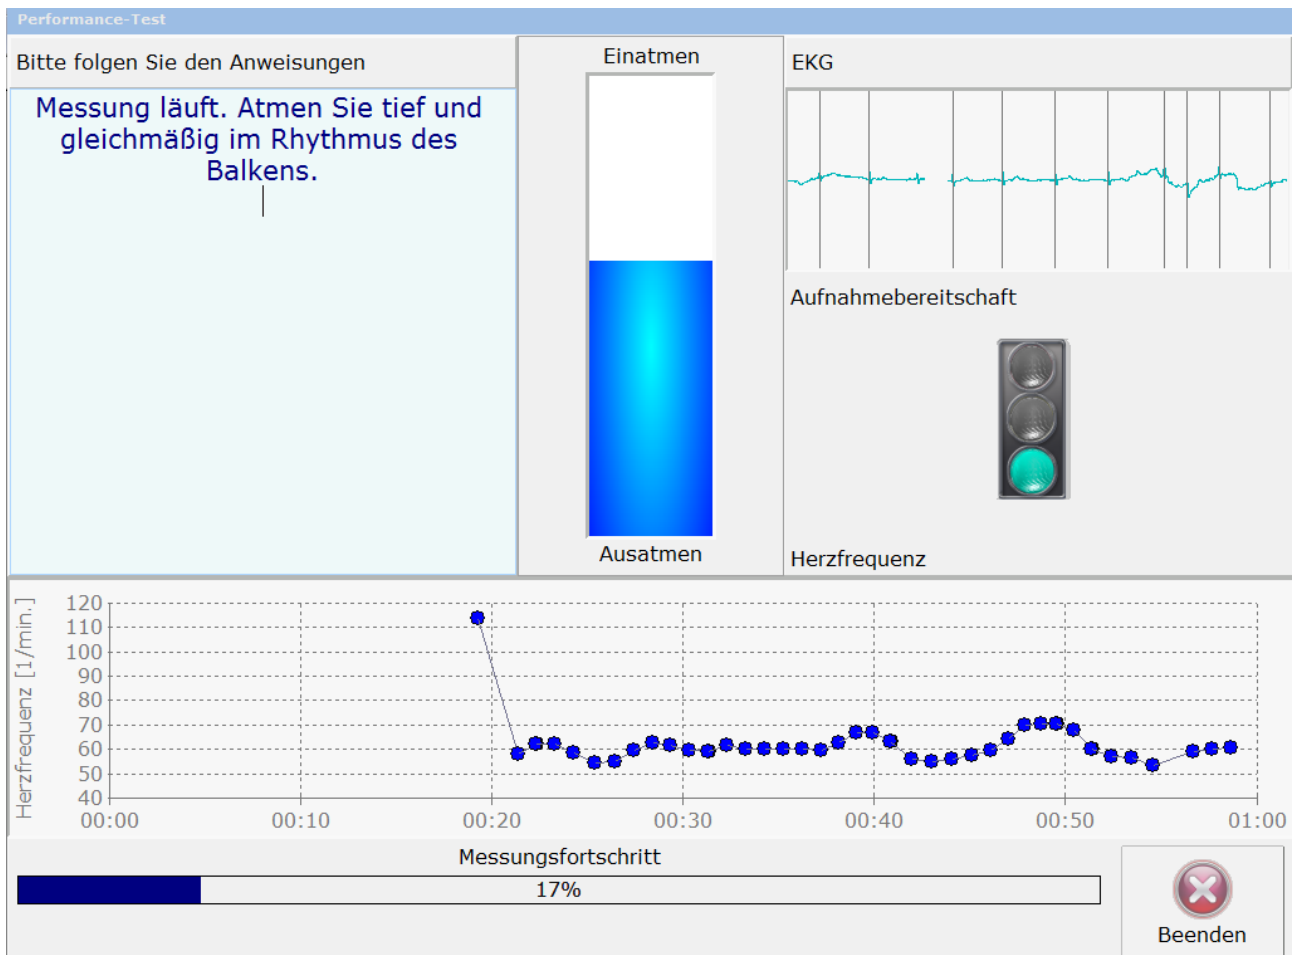 Performance-Test
Bitte folgen Sie den Anweisungen
Messung läuft. Atmen Sie tief und
gleichmäßig im Rhythmus des
Balkens.
Einatmen
Ausatmen
EKG
Aufnahmebereitschaft
Herzfrequenz
Herzfrequenz [1/min.]
120
110
100
90
80
70
60
50
40
00:00 00:10 00:20 00:30 00:40 00:50 01:00
Messungsfortschritt
17%
Beenden